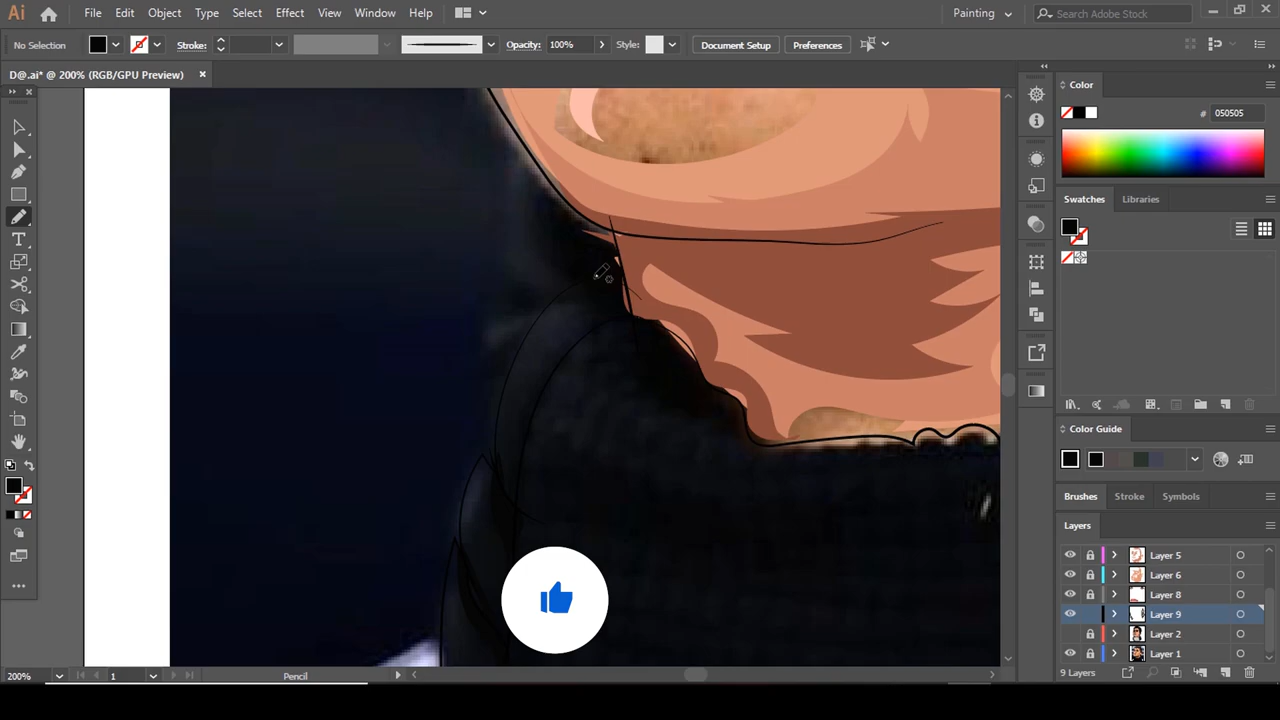 Ai File Edit Object Type Select Effect View Window Help Painting Search Adobe Stock
No Selection Stroke: Opacity: 100% Style: Document Setup Preferences
D@.ai* @ 200% (RGB/GPU Preview)
Color
# 050505
Swatches Libraries
Color Guide
Brushes Stroke Symbols
Layers
Layer 5
Layer 6
Layer 8
Layer 9
Layer 2
Layer 1
200% 1 Pencil 9 Layers